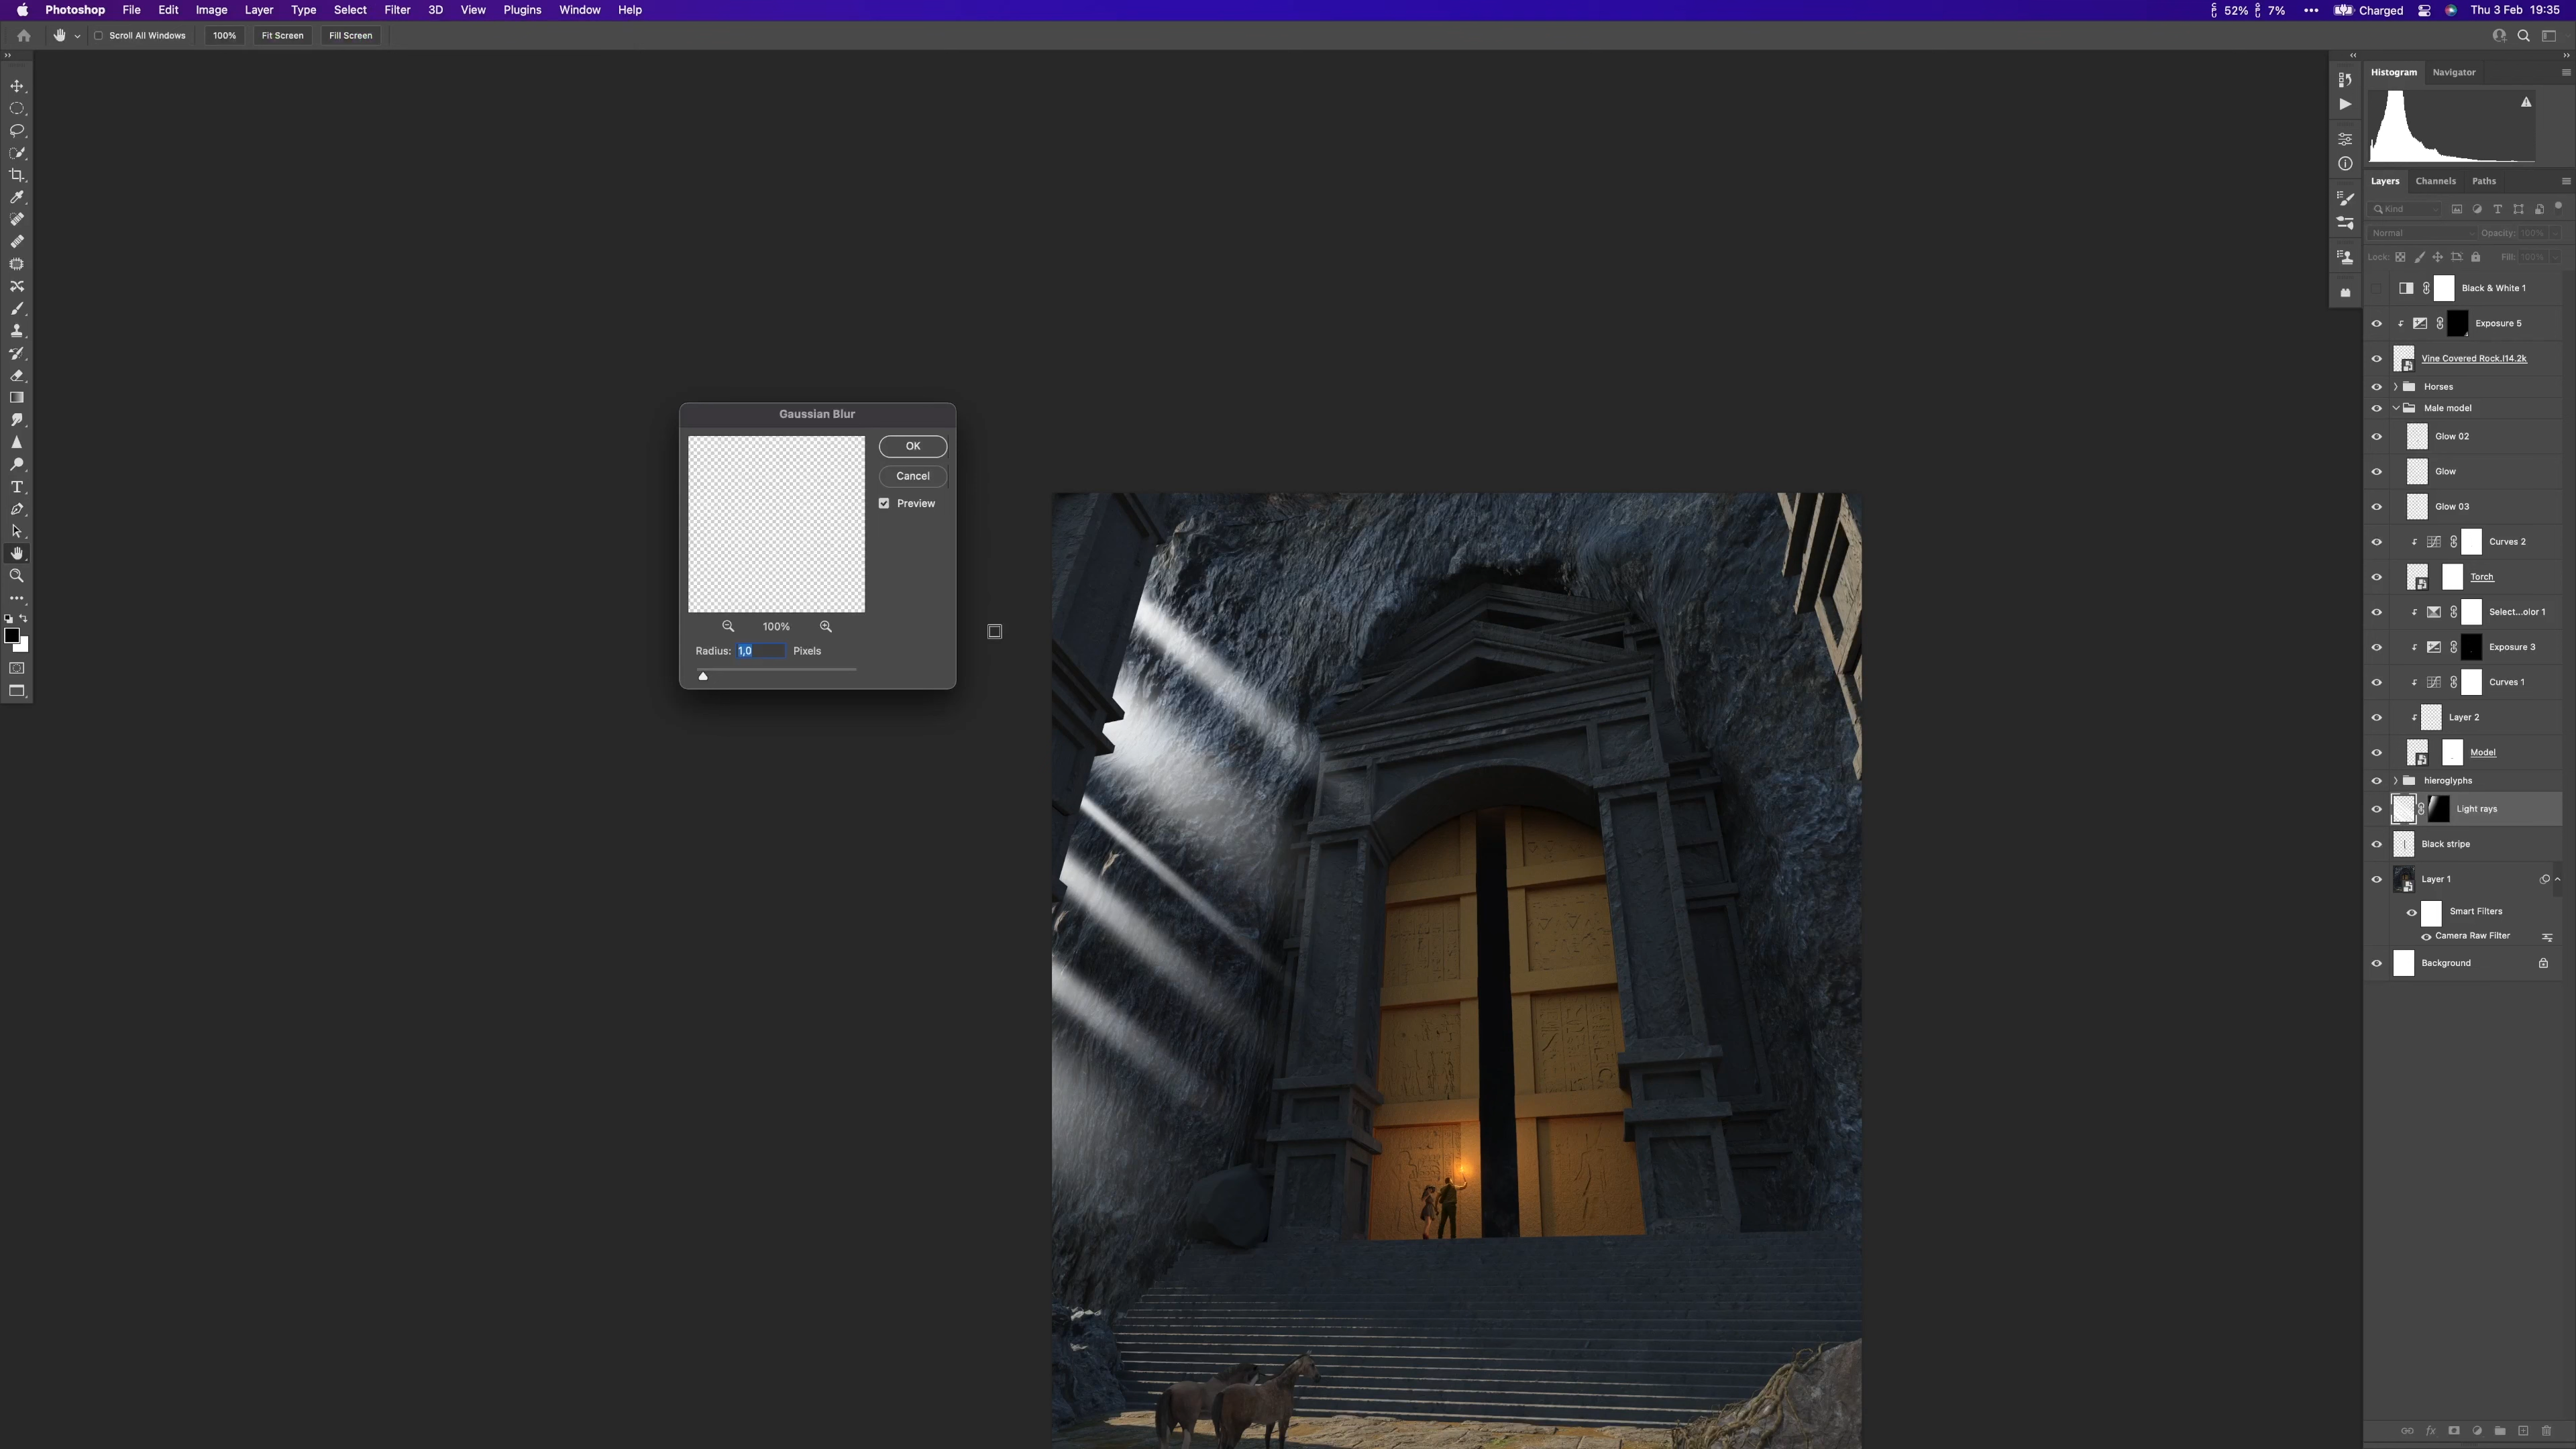 Photoshop File Edit Image Layer Type Select Filter 3D View Plugins Window Help 52% 7% ••• Charged Thu 3 Feb 19:35
Scroll All Windows 100% Fit Screen Fill Screen
Histogram Navigator
Layers Channels Paths
Kind
Normal Opacity: 100%
Lock: Fill: 100%
Black & White 1
Exposure 5
Vine Covered Rock.I14.2k
Horses
Male model
Glow 02
Glow
Glow 03
Curves 2
Torch
Select...olor 1
Exposure 3
Curves 1
Layer 2
Model
hieroglyphs
Light rays
Black stripe
Layer 1
Smart Filters
Camera Raw Filter
Background
Gaussian Blur
OK
Cancel
Preview
100%
Radius: 1,0 Pixels